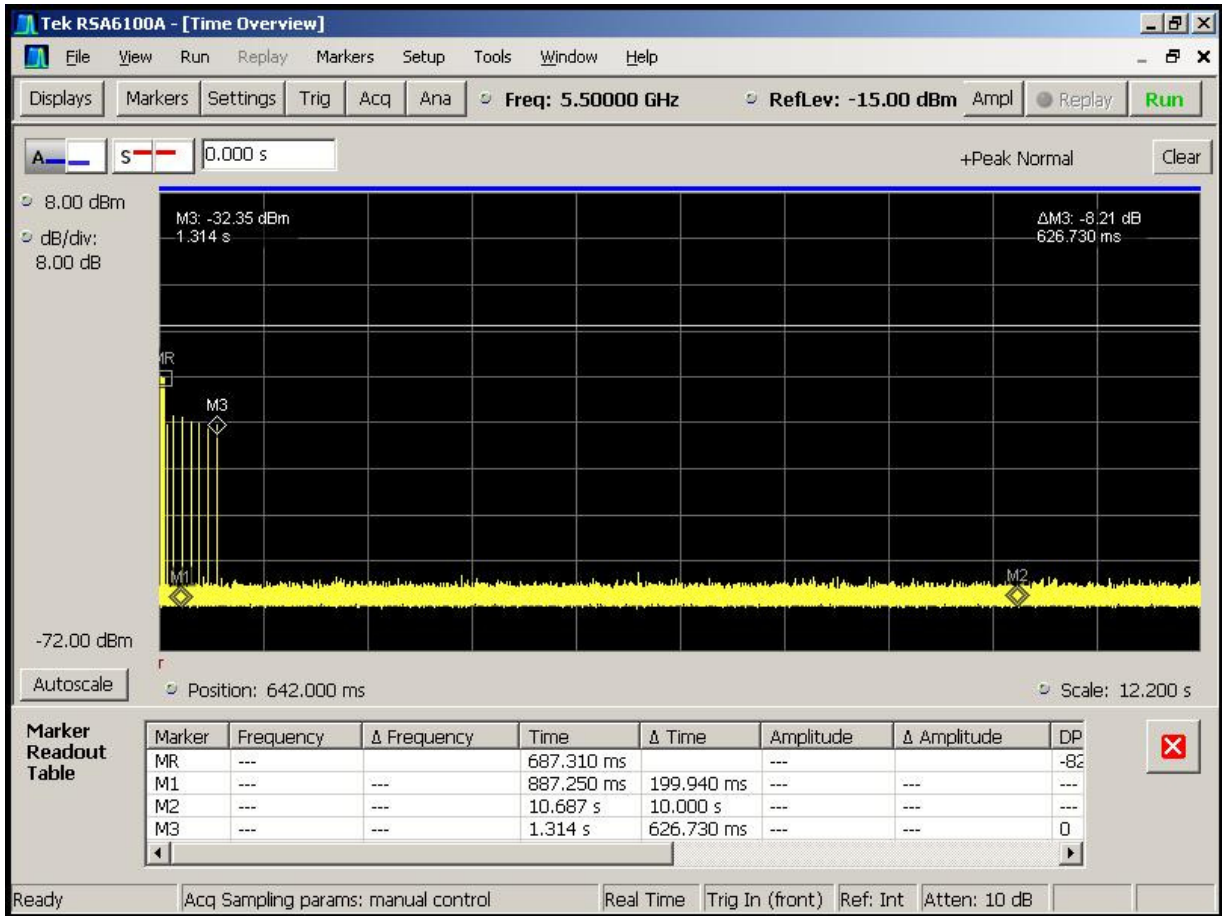 Tek RSA6100A - [Time Overview]
File View Run Replay Markers Setup Tools Window Help
Displays Markers Settings Trig Acq Ana Freq: 5.50000 GHz RefLev: -15.00 dBm Ampl Replay Run
A S 0.000 s +Peak Normal Clear
8.00 dBm
dB/div:
8.00 dB
M3: -32.35 dBm
1.314 s
ΔM3: -8.21 dB
626.730 ms
MR
M3
M1
M2
-72.00 dBm
r
Autoscale Position: 642.000 ms Scale: 12.200 s
Marker Readout Table
Marker Frequency Δ Frequency Time Δ Time Amplitude Δ Amplitude DP
MR --- 687.310 ms --- -82
M1 --- --- 887.250 ms 199.940 ms --- --- ---
M2 --- --- 10.687 s 10.000 s --- --- ---
M3 --- --- 1.314 s 626.730 ms --- --- 0
Ready Acq Sampling params: manual control Real Time Trig In (front) Ref: Int Atten: 10 dB